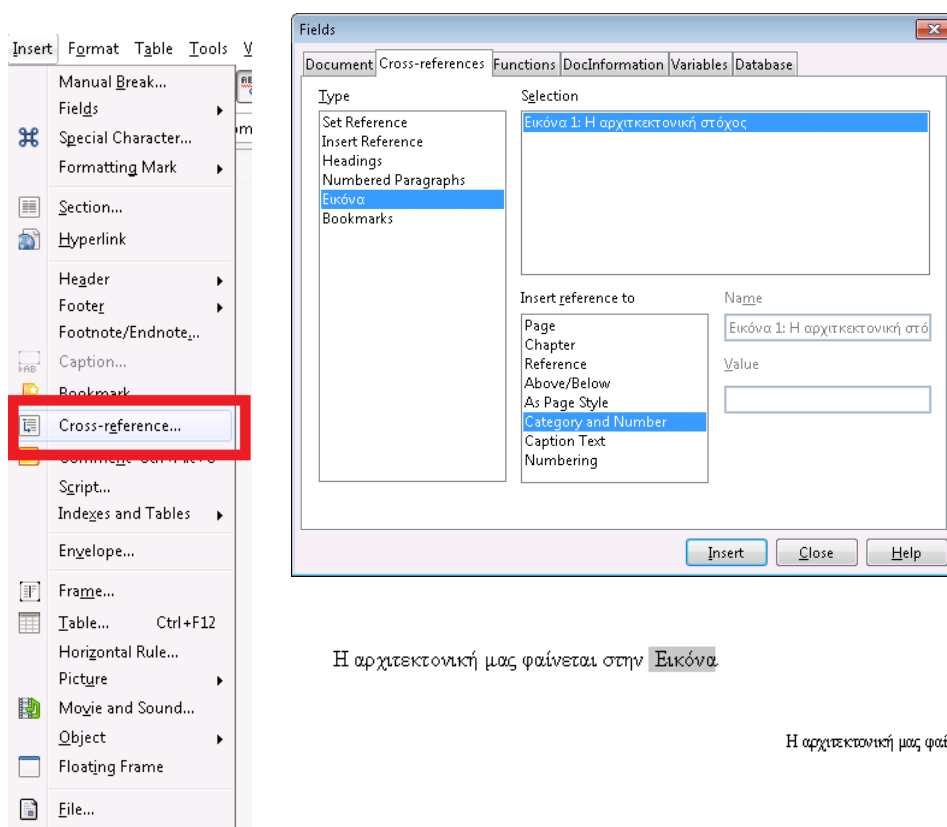 Insert Format Table Tools V
Manual Break...
Fields
Special Character...
Formatting Mark
Section...
Hyperlink
Header
Footer
Footnote/Endnote...
Caption...
Bookmark
Cross-reference...
Script...
Indexes and Tables
Envelope...
Frame...
Table... Ctrl+F12
Horizontal Rule...
Picture
Movie and Sound...
Object
Floating Frame
File...
Fields
Document Cross-references Functions DocInformation Variables Database
Type
Set Reference
Insert Reference
Headings
Numbered Paragraphs
Εικόνα
Bookmarks
Selection
Εικόνα 1: Η αρχιτκεκτονική στόχος
Insert reference to
Page
Chapter
Reference
Above/Below
As Page Style
Category and Number
Caption Text
Numbering
Name
Εικόνα 1: Η αρχιτκεκτονική στό
Value
Insert Close Help
Η αρχιτεκτονική μας φαίνεται στην Εικόνα
Η αρχιτεκτονική μας φαί